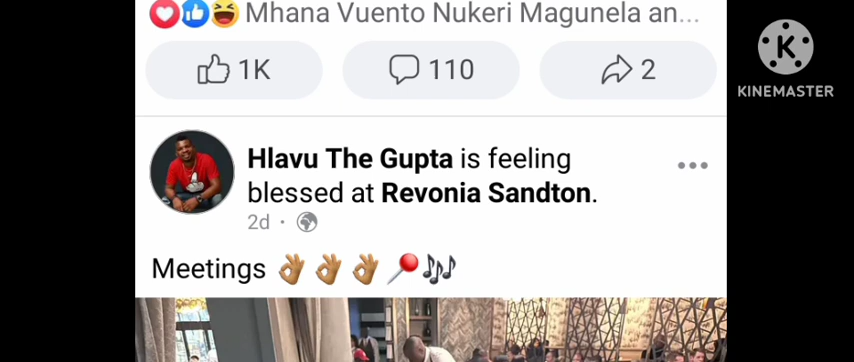 Mhana Vuento Nukeri Magunela an...
1K
110
2
KINEMASTER
Hlavu The Gupta is feeling
blessed at Revonia Sandton.
2d ·
Meetings 👌🏽👌🏽👌🏽📍🎶